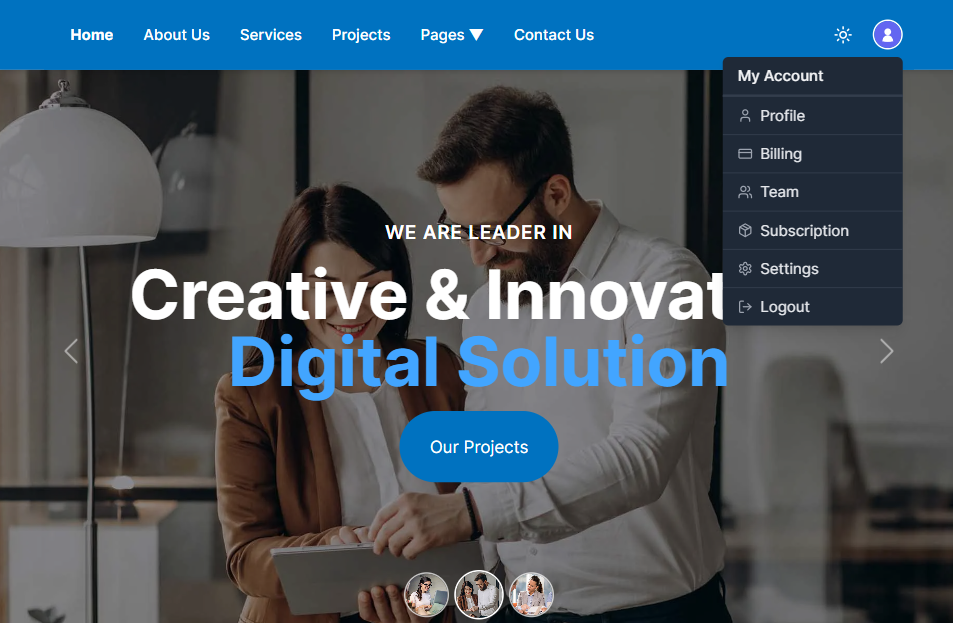 Home About Us Services Projects Pages ▼ Contact Us
My Account
Profile
Billing
Team
Subscription
Settings
Logout
WE ARE LEADER IN
Creative & Innovat
Digital Solution
Our Projects